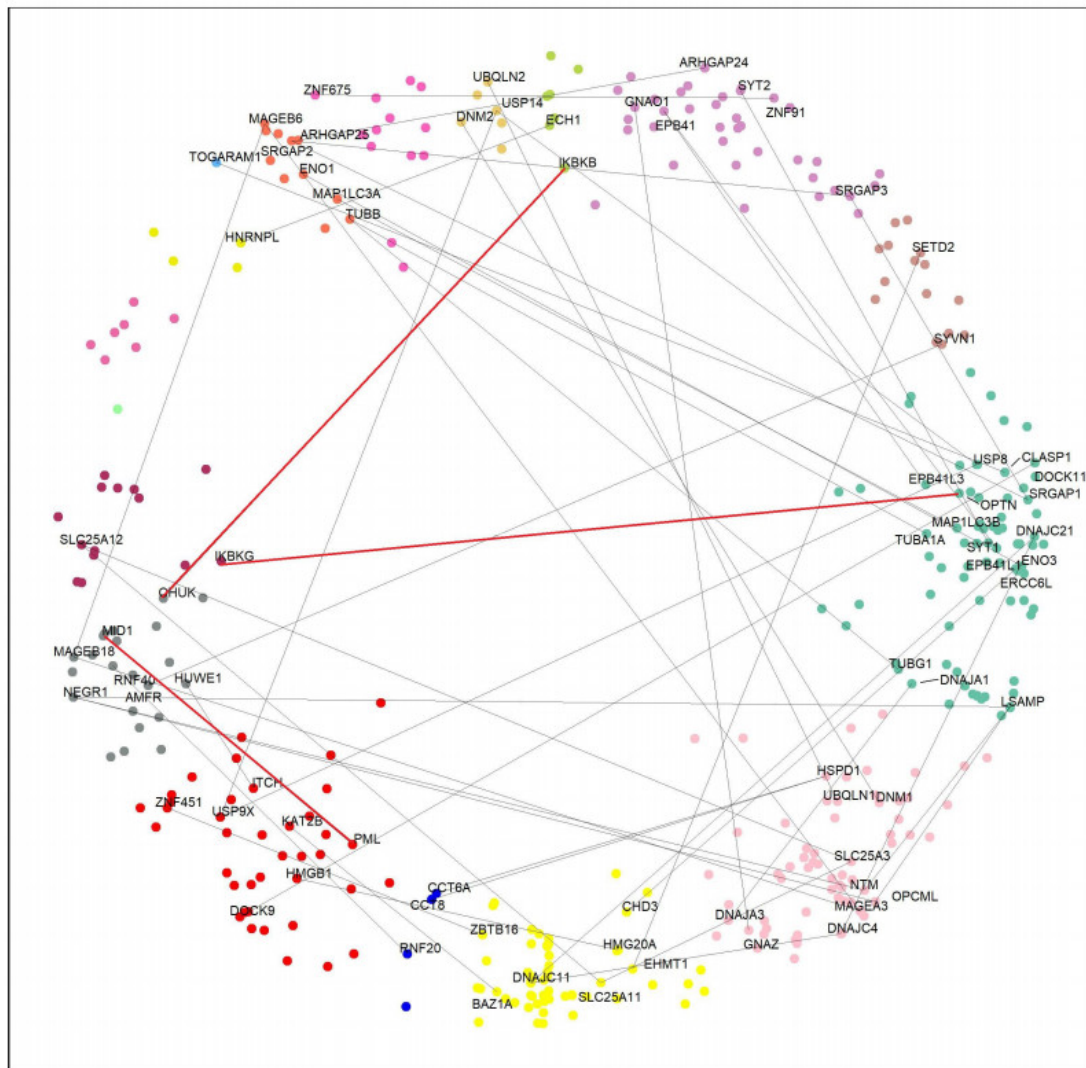 ARHGAP24
UBQLN2
ZNF675
SYT2
USP14
GNAO1
ZNF91
MAGEB6
DNM2
ECH1
EPB41
ARHGAP25
SRGAP2
TOGARAM1
ENO1
IKBKB
MAP1LC3A
SRGAP3
TUBB
HNRNPL
SETD2
SYVN1
USP8
CLASP1
EPB41L3
DOCK11
OPTN
SRGAP1
MAP1LC3B
DNAJC21
SLC25A12
TUBA1A
SYT1
IKBKG
EPB41L1
ENO3
ERCC6L
CHUK
MID1
MAGEB18
RNF40
HUWE1
TUBG1
DNAJA1
NEGR1
AMFR
LSAMP
ITCH
HSPD1
ZNF451
USP9X
UBQLN1
DNM1
KAT2B
PML
SLC25A3
HMGB1
CCT6A
NTM
OPCML
CCT8
CHD3
MAGEA3
DOCK9
DNAJA3
ZBTB16
DNAJC4
RNF20
HMG20A
GNAZ
EHMT1
DNAJC11
BAZ1A
SLC25A11